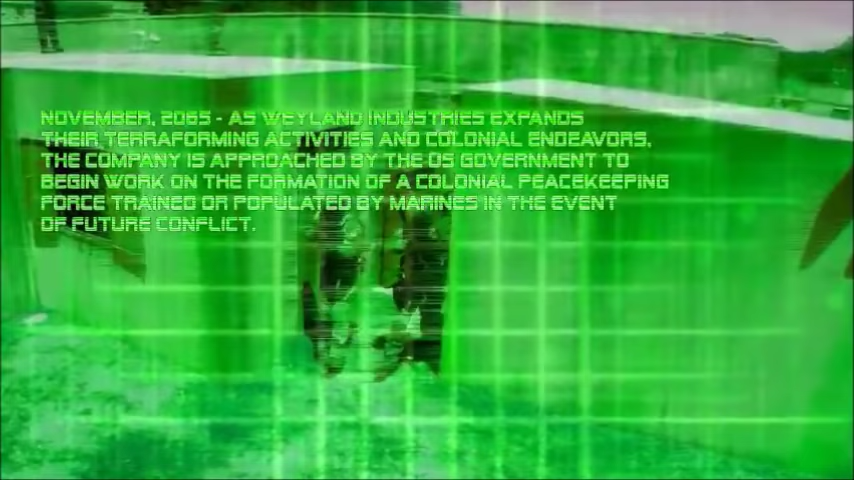 NOVEMBER, 2065 - AS WEYLAND INDUSTRIES EXPANDS
THEIR TERRAFORMING ACTIVITIES AND COLONIAL ENDEAVORS,
THE COMPANY IS APPROACHED BY THE US GOVERNMENT TO
BEGIN WORK ON THE FORMATION OF A COLONIAL PEACEKEEPING
FORCE TRAINED OR POPULATED BY MARINES IN THE EVENT
OF FUTURE CONFLICT.